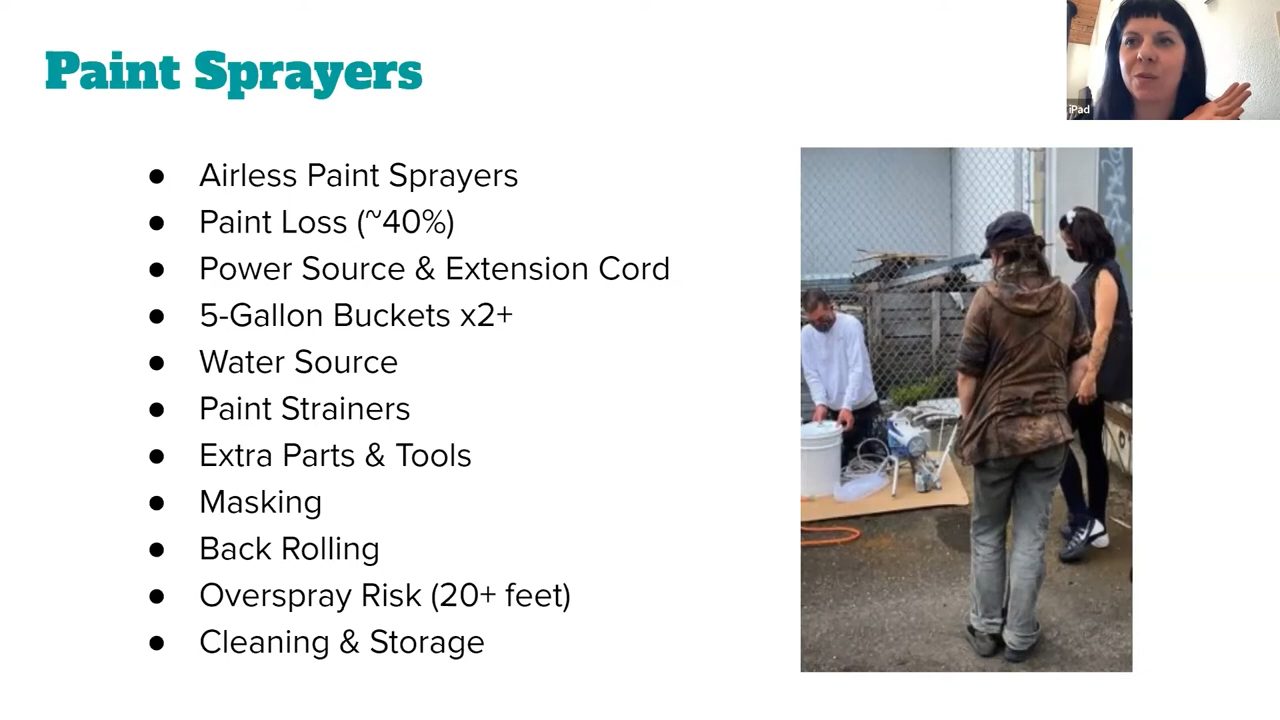 Paint Sprayers
iPad
● Airless Paint Sprayers
● Paint Loss (~40%)
● Power Source & Extension Cord
● 5-Gallon Buckets x2+
● Water Source
● Paint Strainers
● Extra Parts & Tools
● Masking
● Back Rolling
● Overspray Risk (20+ feet)
● Cleaning & Storage